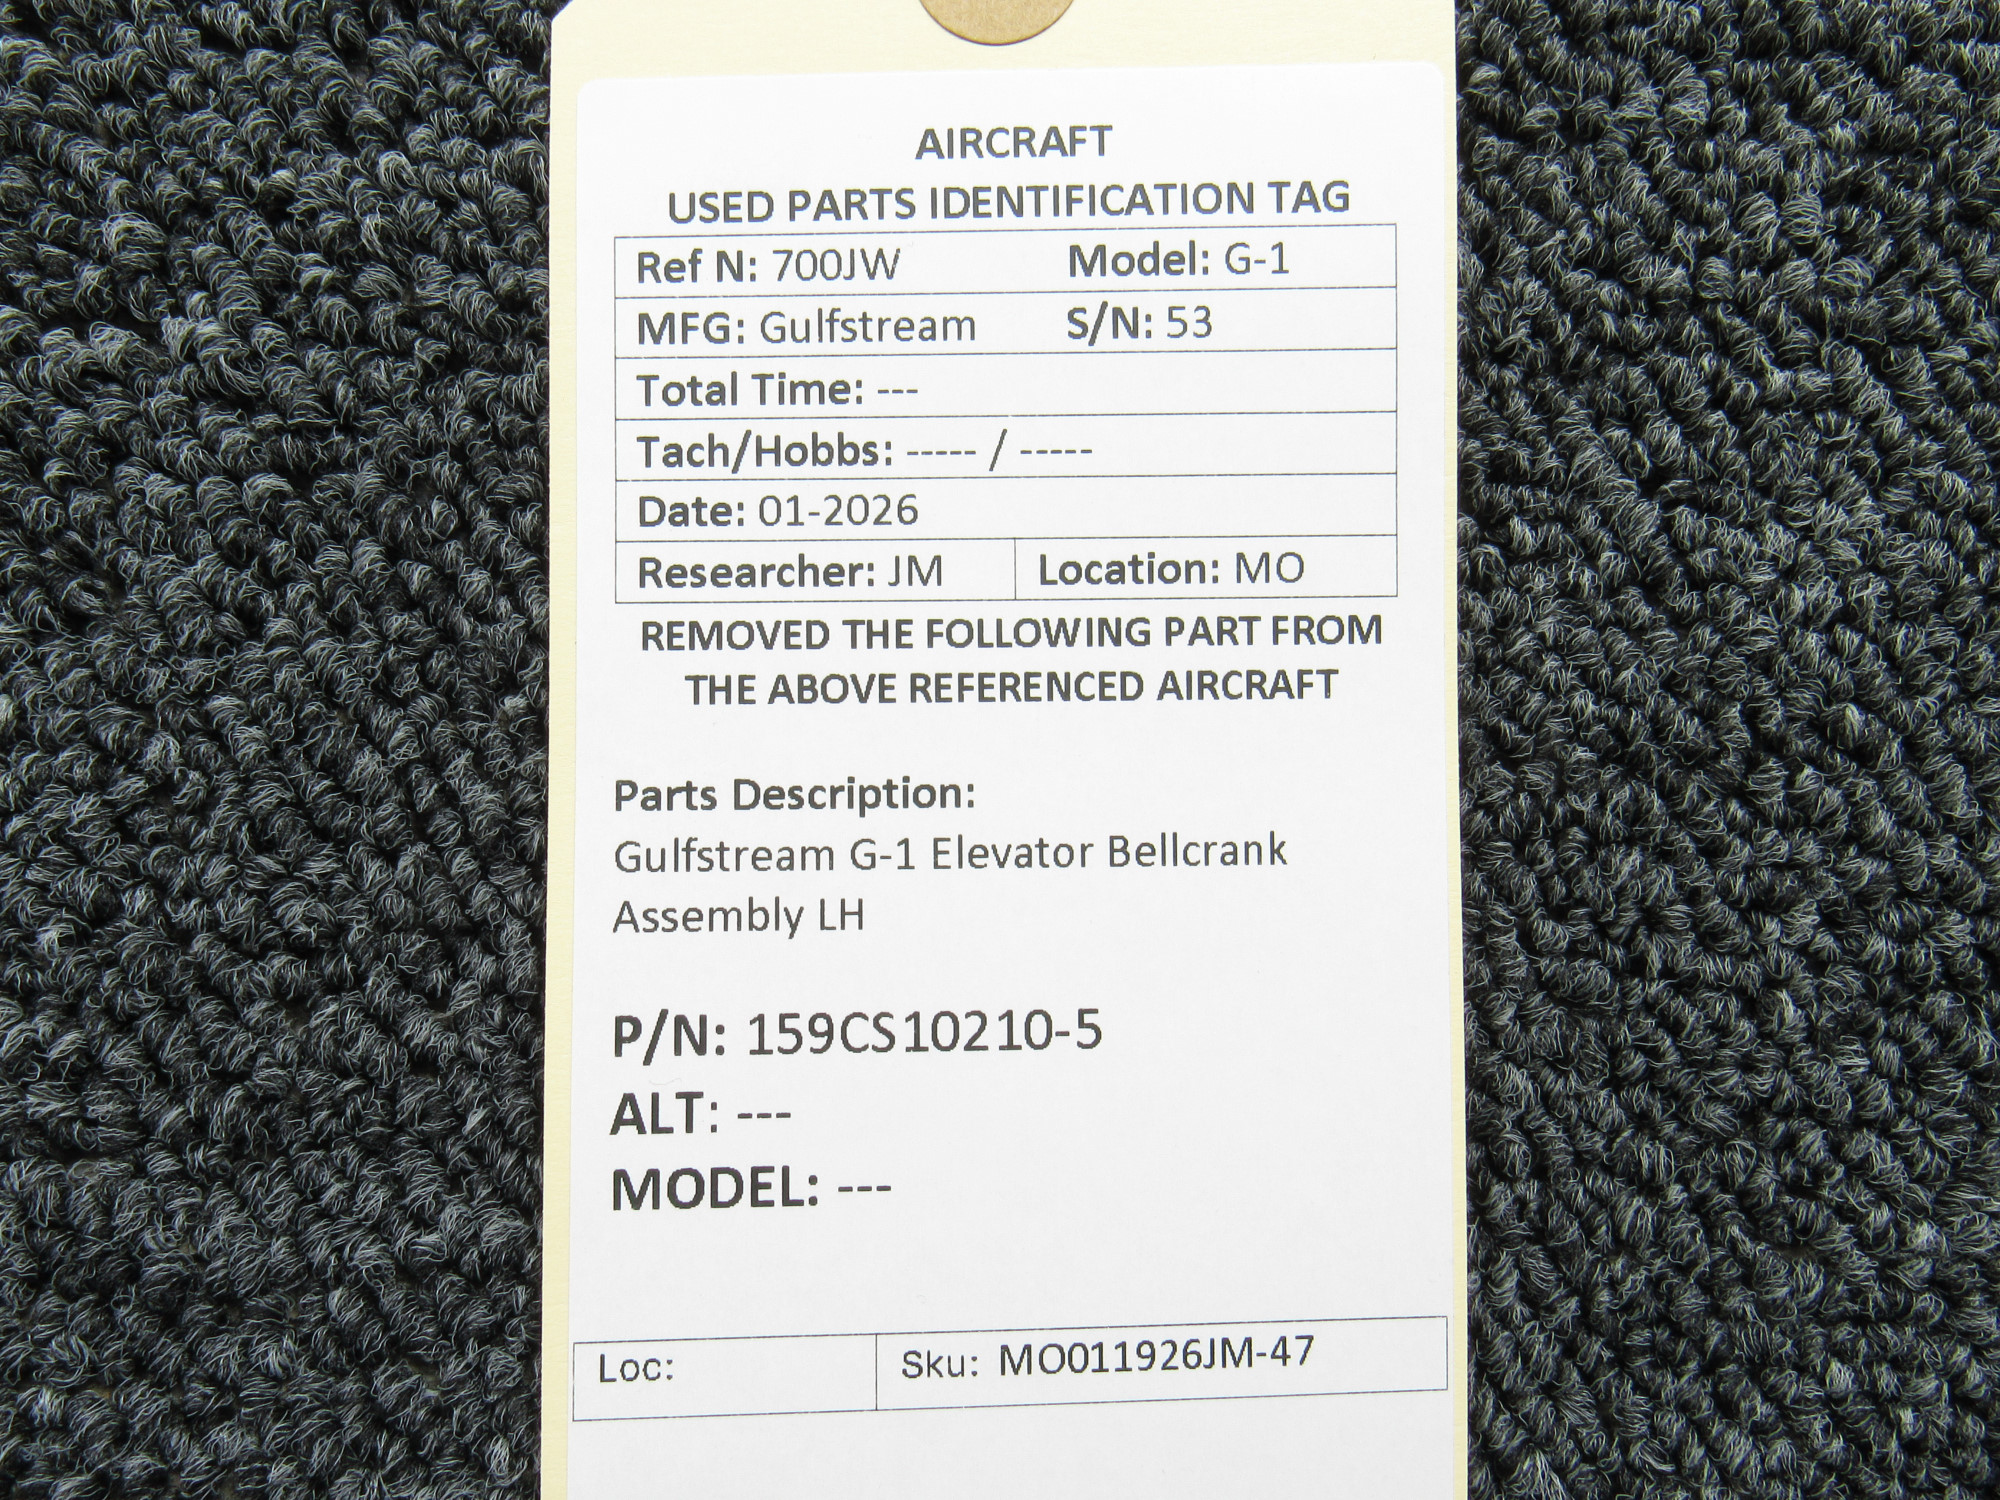 AIRCRAFT
USED PARTS IDENTIFICATION TAG
Ref N: 700JW Model: G-1
MFG: Gulfstream S/N: 53
Total Time: ---
Tach/Hobbs: ----- / -----
Date: 01-2026
Researcher: JM Location: MO
REMOVED THE FOLLOWING PART FROM
THE ABOVE REFERENCED AIRCRAFT
Parts Description:
Gulfstream G-1 Elevator Bellcrank
Assembly LH
P/N: 159CS10210-5
ALT: ---
MODEL: ---
Loc: Sku: MO011926JM-47